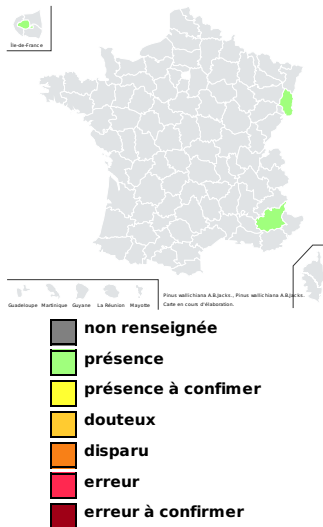 Île-de-France
Guadeloupe Martinique Guyane La Réunion Mayotte
Pinus wallichiana A.B.Jacks., Pinus wallichiana A.B.Jacks.
Carte en cours d'élaboration.
non renseignée
présence
présence à confimer
douteux
disparu
erreur
erreur à confirmer